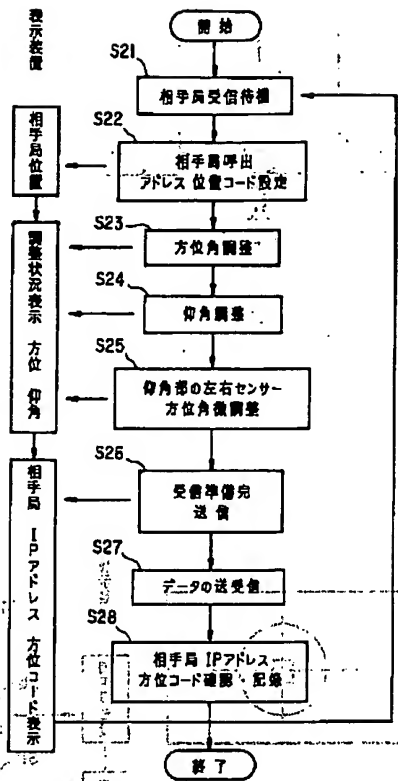 表示装置
開始
S21
相手局受信待機
S22
相手局呼出
アドレス 位置コード設定
相手局位置
S23
方位角調整
S24
仰角調整
調整状況表示 方位 仰角
S25
仰角部の左右センサー
方位角微調整
S26
受信準備完
送信
S27
データの送受信
S28
相手局 IPアドレス
方位コード確認・記録
相手局 IPアドレス 方位コード表示
終了